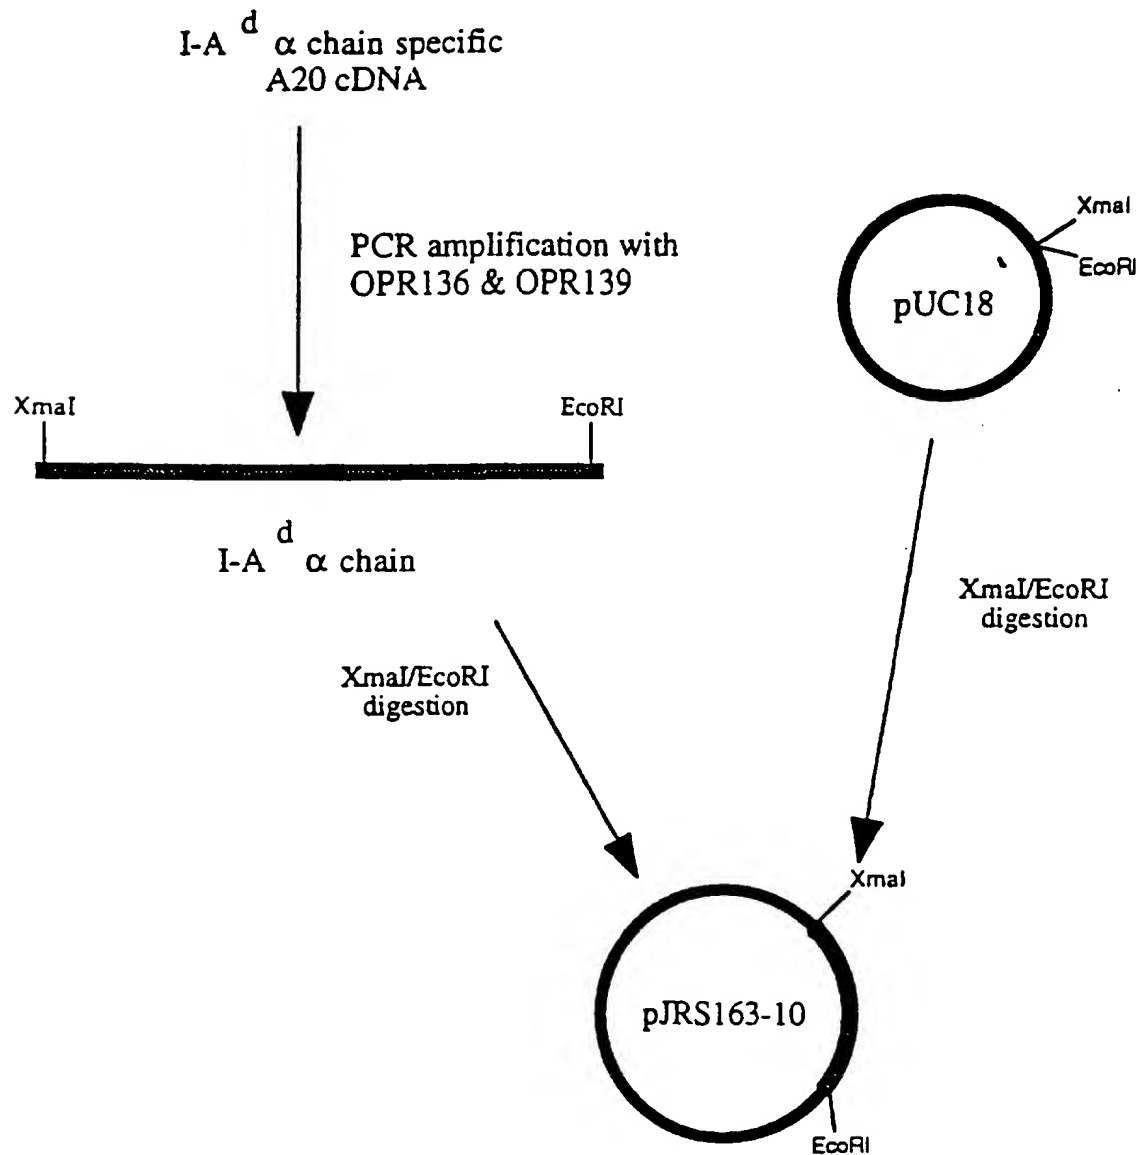 I-A d α chain specific
A20 cDNA
PCR amplification with
OPR136 & OPR139
XmaI
EcoRI
pUC18
XmaI
EcoRI
I-A d α chain
XmaI/EcoRI
digestion
XmaI/EcoRI
digestion
XmaI
pJRS163-10
EcoRI